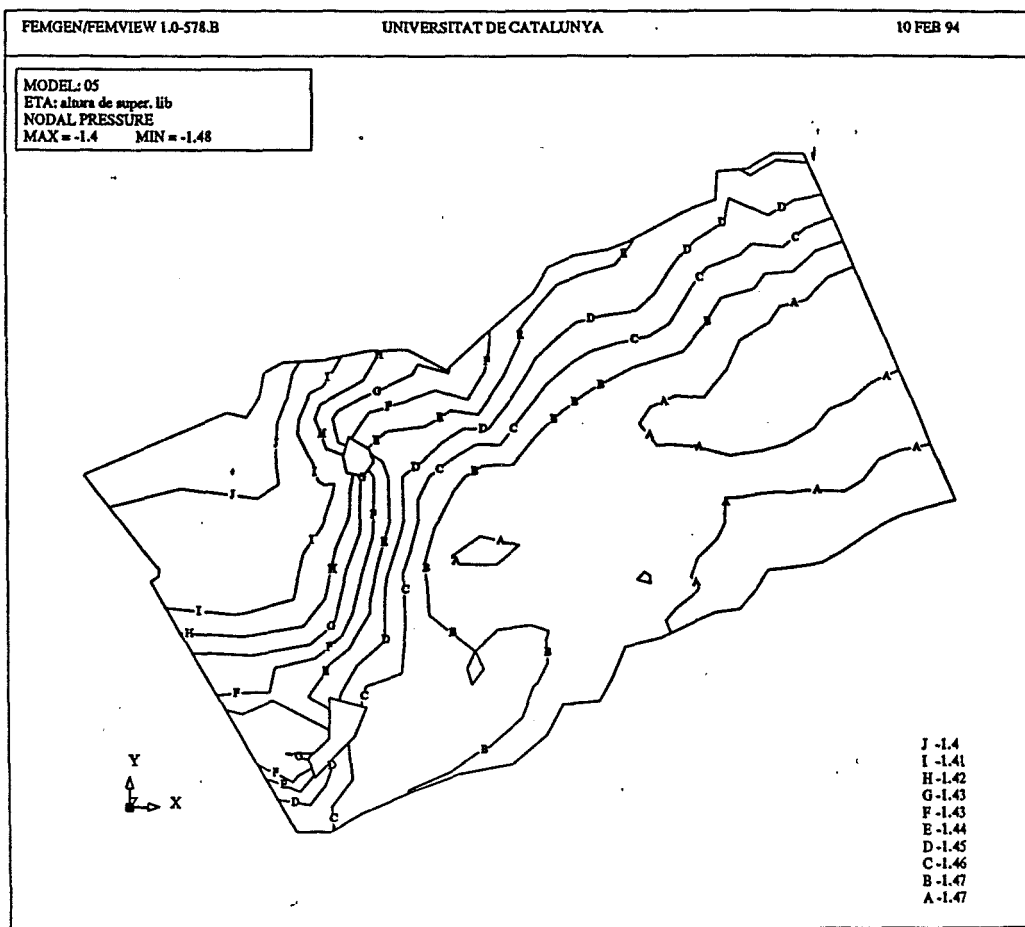 FEMGEN/FEMVIEW 1.0-578.B UNIVERSITAT DE CATALUNYA 10 FEB 94
MODEL: 05
ETA: altura de super. lib
NODAL PRESSURE
MAX = -1.4 MIN = -1.48
D
D
C
E
D
C
A
B
D
E
C
I
F
A
G
B
A
F
B
E
B
H
D
C
A
A
E
A
D
C
B
I
J
A
A
F
I
E
A
A
H
B
A
C
I
G
B
H
D
F
B
E
F
C
B
G
F
D
E
D
C
Y
X
Z
J -1.4
I -1.41
H -1.42
G -1.43
F -1.43
E -1.44
D -1.45
C -1.46
B -1.47
A -1.47